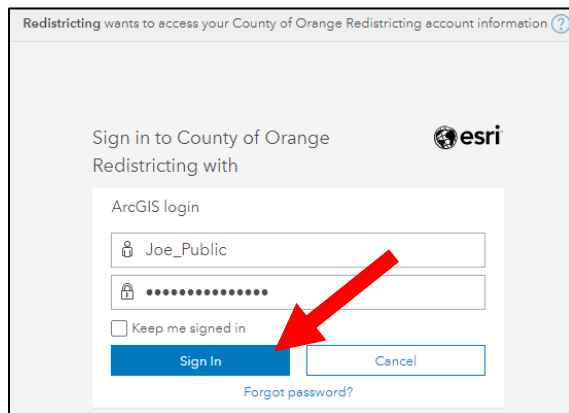 Redistricting wants to access your County of Orange Redistricting account information ?
Sign in to County of Orange
Redistricting with
esri
ArcGIS login
Joe_Public
•••••••••••••••
Keep me signed in
Sign In
Cancel
Forgot password?